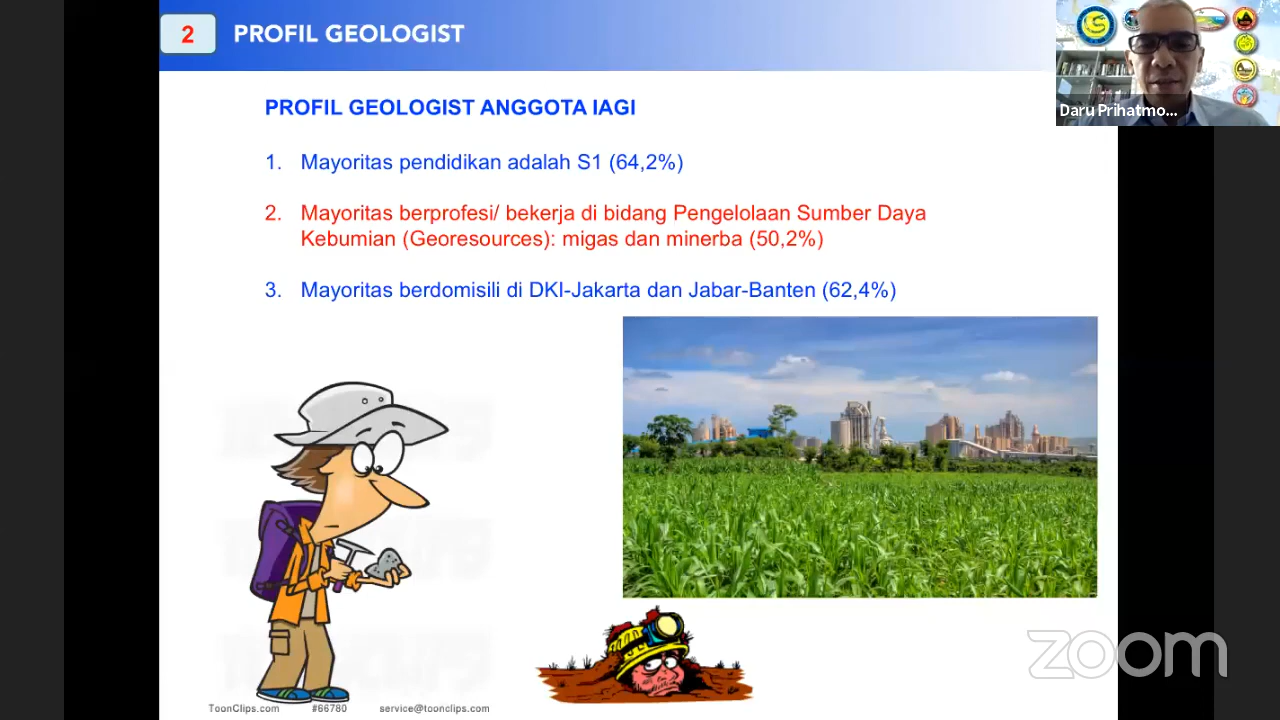 2 PROFIL GEOLOGIST
Daru Prihatmo...
PROFIL GEOLOGIST ANGGOTA IAGI
1. Mayoritas pendidikan adalah S1 (64,2%)
2. Mayoritas berprofesi/ bekerja di bidang Pengelolaan Sumber Daya
Kebumian (Georesources): migas dan minerba (50,2%)
3. Mayoritas berdomisili di DKI-Jakarta dan Jabar-Banten (62,4%)
zoom
ToonClips.com #66780 service@toonclips.com